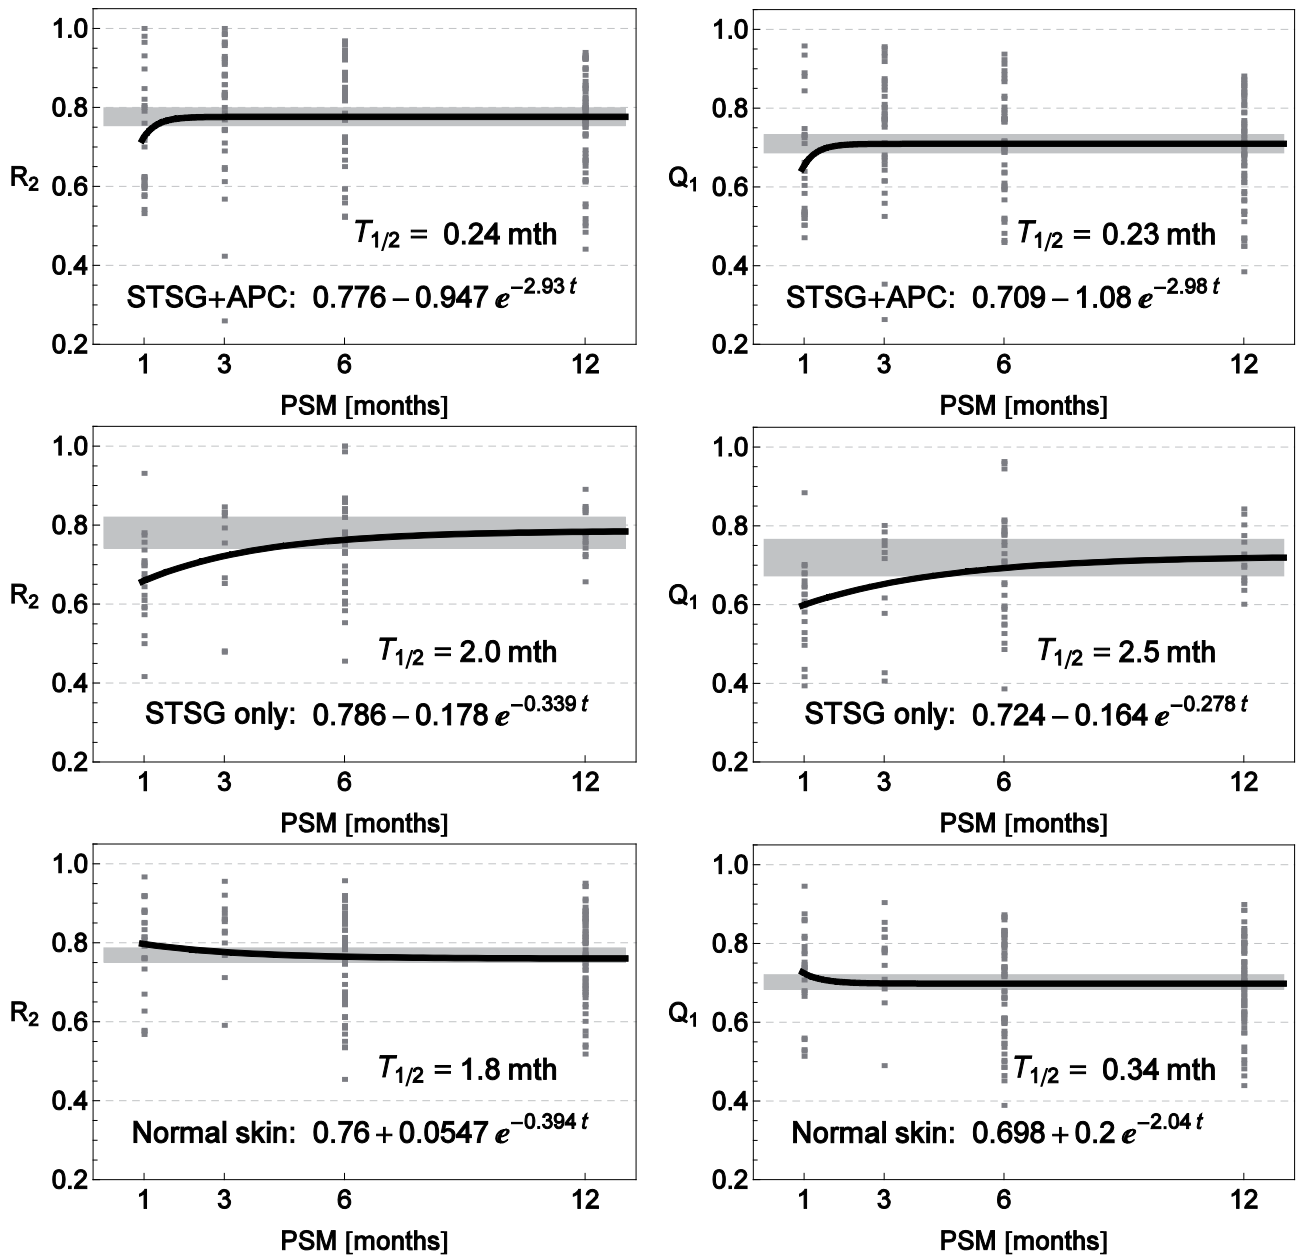 1.0
0.8
R2
0.6
0.4
0.2
T1/2 = 0.24 mth
STSG+APC: 0.776 − 0.947 e^−2.93 t
1 3 6 12
PSM [months]
1.0
0.8
Q1
0.6
0.4
0.2
T1/2 = 0.23 mth
STSG+APC: 0.709 − 1.08 e^−2.98 t
1 3 6 12
PSM [months]
1.0
0.8
R2
0.6
0.4
0.2
T1/2 = 2.0 mth
STSG only: 0.786 − 0.178 e^−0.339 t
1 3 6 12
PSM [months]
1.0
0.8
Q1
0.6
0.4
0.2
T1/2 = 2.5 mth
STSG only: 0.724 − 0.164 e^−0.278 t
1 3 6 12
PSM [months]
1.0
0.8
R2
0.6
0.4
0.2
T1/2 = 1.8 mth
Normal skin: 0.76 + 0.0547 e^−0.394 t
1 3 6 12
PSM [months]
1.0
0.8
Q1
0.6
0.4
0.2
T1/2 = 0.34 mth
Normal skin: 0.698 + 0.2 e^−2.04 t
1 3 6 12
PSM [months]